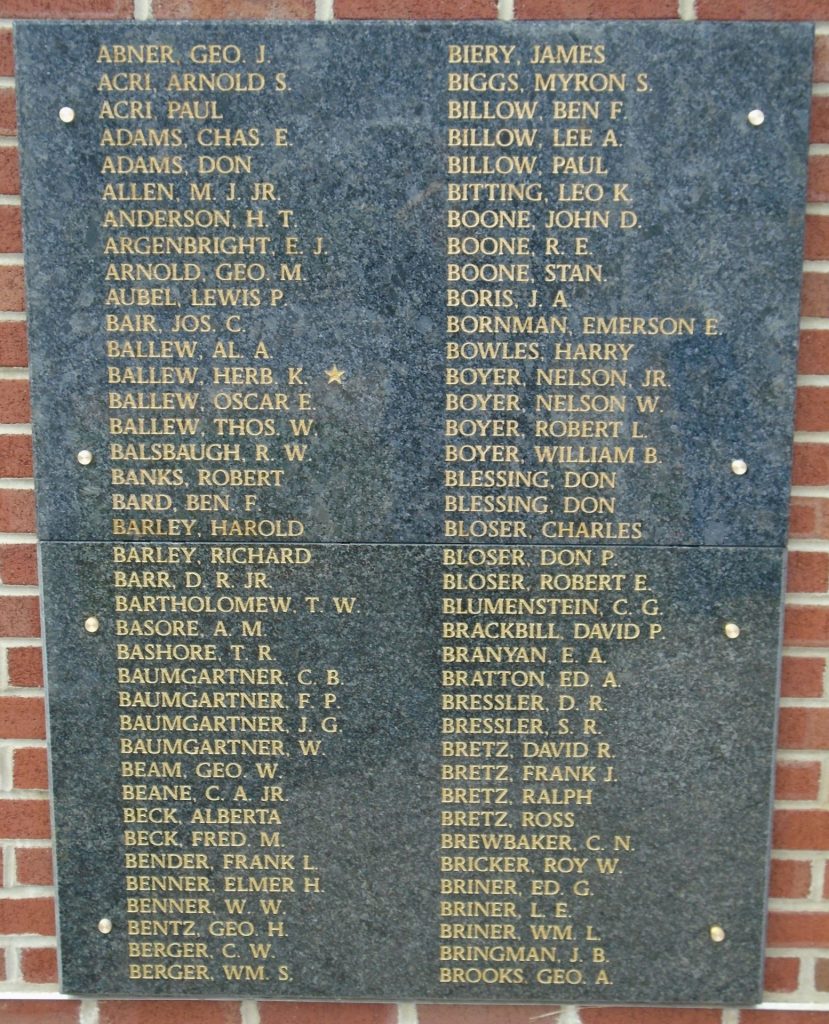 ABNER, GEO. J.
ACRI, ARNOLD S.
ACRI, PAUL
ADAMS, CHAS. E.
ADAMS, DON
ALLEN, M. J. JR.
ANDERSON, H. T.
ARGENBRIGHT, E. J.
ARNOLD, GEO. M.
AUBEL, LEWIS P.
BAIR, JOS. C.
BALLEW, AL. A.
BALLEW, HERB. K. ★
BALLEW, OSCAR E.
BALLEW, THOS. W.
BALSBAUGH, R. W.
BANKS, ROBERT
BARD, BEN F.
BARLEY, HAROLD
BARLEY, RICHARD
BARR, D. R. JR.
BARTHOLOMEW, T. W.
BASORE, A. M.
BASHORE, T. R.
BAUMGARTNER, C. B.
BAUMGARTNER, F. P.
BAUMGARTNER, J. G.
BAUMGARTNER, W.
BEAM, GEO. W.
BEANE, C. A. JR.
BECK, ALBERTA
BECK, FRED. M.
BENDER, FRANK L.
BENNER, ELMER H.
BENNER, W. W.
BENTZ, GEO. H.
BERGER, C. W.
BERGER, WM. S.
BIERY, JAMES
BIGGS, MYRON S.
BILLOW, BEN F.
BILLOW, LEE A.
BILLOW, PAUL
BITTING, LEO K.
BOONE, JOHN D.
BOONE, R. E.
BOONE, STAN.
BORIS, J. A.
BORNMAN, EMERSON E.
BOWLES, HARRY
BOYER, NELSON, JR.
BOYER, NELSON W.
BOYER, ROBERT L.
BOYER, WILLIAM B.
BLESSING, DON
BLESSING, DON
BLOSER, CHARLES
BLOSER, DON P.
BLOSER, ROBERT E.
BLUMENSTEIN, C. G.
BRACKBILL, DAVID P.
BRANYAN, E. A.
BRATTON, ED. A.
BRESSLER, D. R.
BRESSLER, S. R.
BRETZ, DAVID R.
BRETZ, FRANK J.
BRETZ, RALPH
BRETZ, ROSS
BREWBAKER, C. N.
BRICKER, ROY W.
BRINER, ED. G.
BRINER, L. E.
BRINER, WM. L.
BRINGMAN, J. B.
BROOKS, GEO. A.